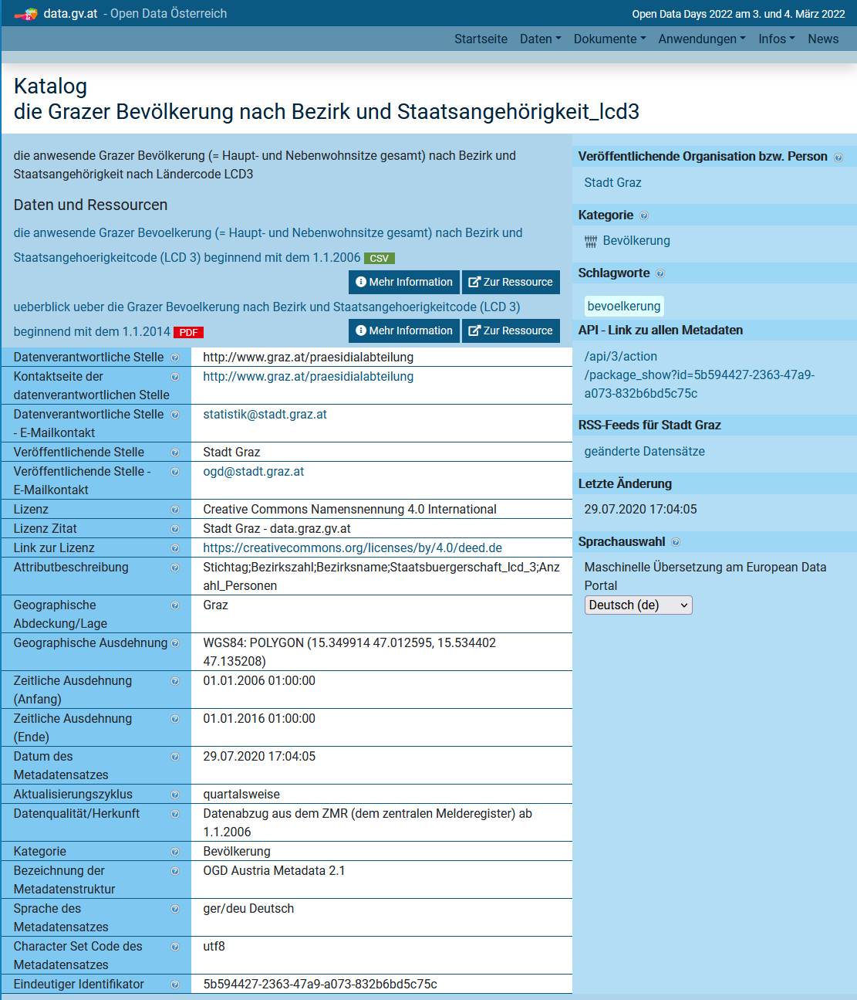 data.gv.at - Open Data Österreich
Open Data Days 2022 am 3. und 4. März 2022
Startseite Daten Dokumente Anwendungen Infos News
Katalog
die Grazer Bevölkerung nach Bezirk und Staatsangehörigkeit_lcd3
die anwesende Grazer Bevölkerung (= Haupt- und Nebenwohnsitze gesamt) nach Bezirk und
Staatsangehörigkeit nach Ländercode LCD3
Daten und Ressourcen
die anwesende Grazer Bevoelkerung (= Haupt- und Nebenwohnsitze gesamt) nach Bezirk und
Staatsangehoerigkeitcode (LCD 3) beginnend mit dem 1.1.2006 CSV
Mehr Information Zur Ressource
ueberblick ueber die Grazer Bevoelkerung nach Bezirk und Staatsangehoerigkeitcode (LCD 3)
beginnend mit dem 1.1.2014 PDF
Mehr Information Zur Ressource
Datenverantwortliche Stelle http://www.graz.at/praesidialabteilung
Kontaktseite der http://www.graz.at/praesidialabteilung
datenverantwortlichen Stelle
Datenverantwortliche Stelle statistik@stadt.graz.at
- E-Mailkontakt
Veröffentlichende Stelle Stadt Graz
Veröffentlichende Stelle - ogd@stadt.graz.at
E-Mailkontakt
Lizenz Creative Commons Namensnennung 4.0 International
Lizenz Zitat Stadt Graz - data.graz.gv.at
Link zur Lizenz https://creativecommons.org/licenses/by/4.0/deed.de
Attributbeschreibung Stichtag;Bezirkszahl;Bezirksname;Staatsbuergerschaft_lcd_3;Anz
ahl_Personen
Geographische Graz
Abdeckung/Lage
Geographische Ausdehnung WGS84: POLYGON (15.349914 47.012595, 15.534402
47.135208)
Zeitliche Ausdehnung 01.01.2006 01:00:00
(Anfang)
Zeitliche Ausdehnung 01.01.2016 01:00:00
(Ende)
Datum des 29.07.2020 17:04:05
Metadatensatzes
Aktualisierungszyklus quartalsweise
Datenqualität/Herkunft Datenabzug aus dem ZMR (dem zentralen Melderegister) ab
1.1.2006
Kategorie Bevölkerung
Bezeichnung der OGD Austria Metadata 2.1
Metadatenstruktur
Sprache des ger/deu Deutsch
Metadatensatzes
Character Set Code des utf8
Metadatensatzes
Eindeutiger Identifikator 5b594427-2363-47a9-a073-832b6bd5c75c
Veröffentlichende Organisation bzw. Person
Stadt Graz
Kategorie
Bevölkerung
Schlagworte
bevoelkerung
API - Link zu allen Metadaten
/api/3/action
/package_show?id=5b594427-2363-47a9-
a073-832b6bd5c75c
RSS-Feeds für Stadt Graz
geänderte Datensätze
Letzte Änderung
29.07.2020 17:04:05
Sprachauswahl
Maschinelle Übersetzung am European Data
Portal
Deutsch (de)